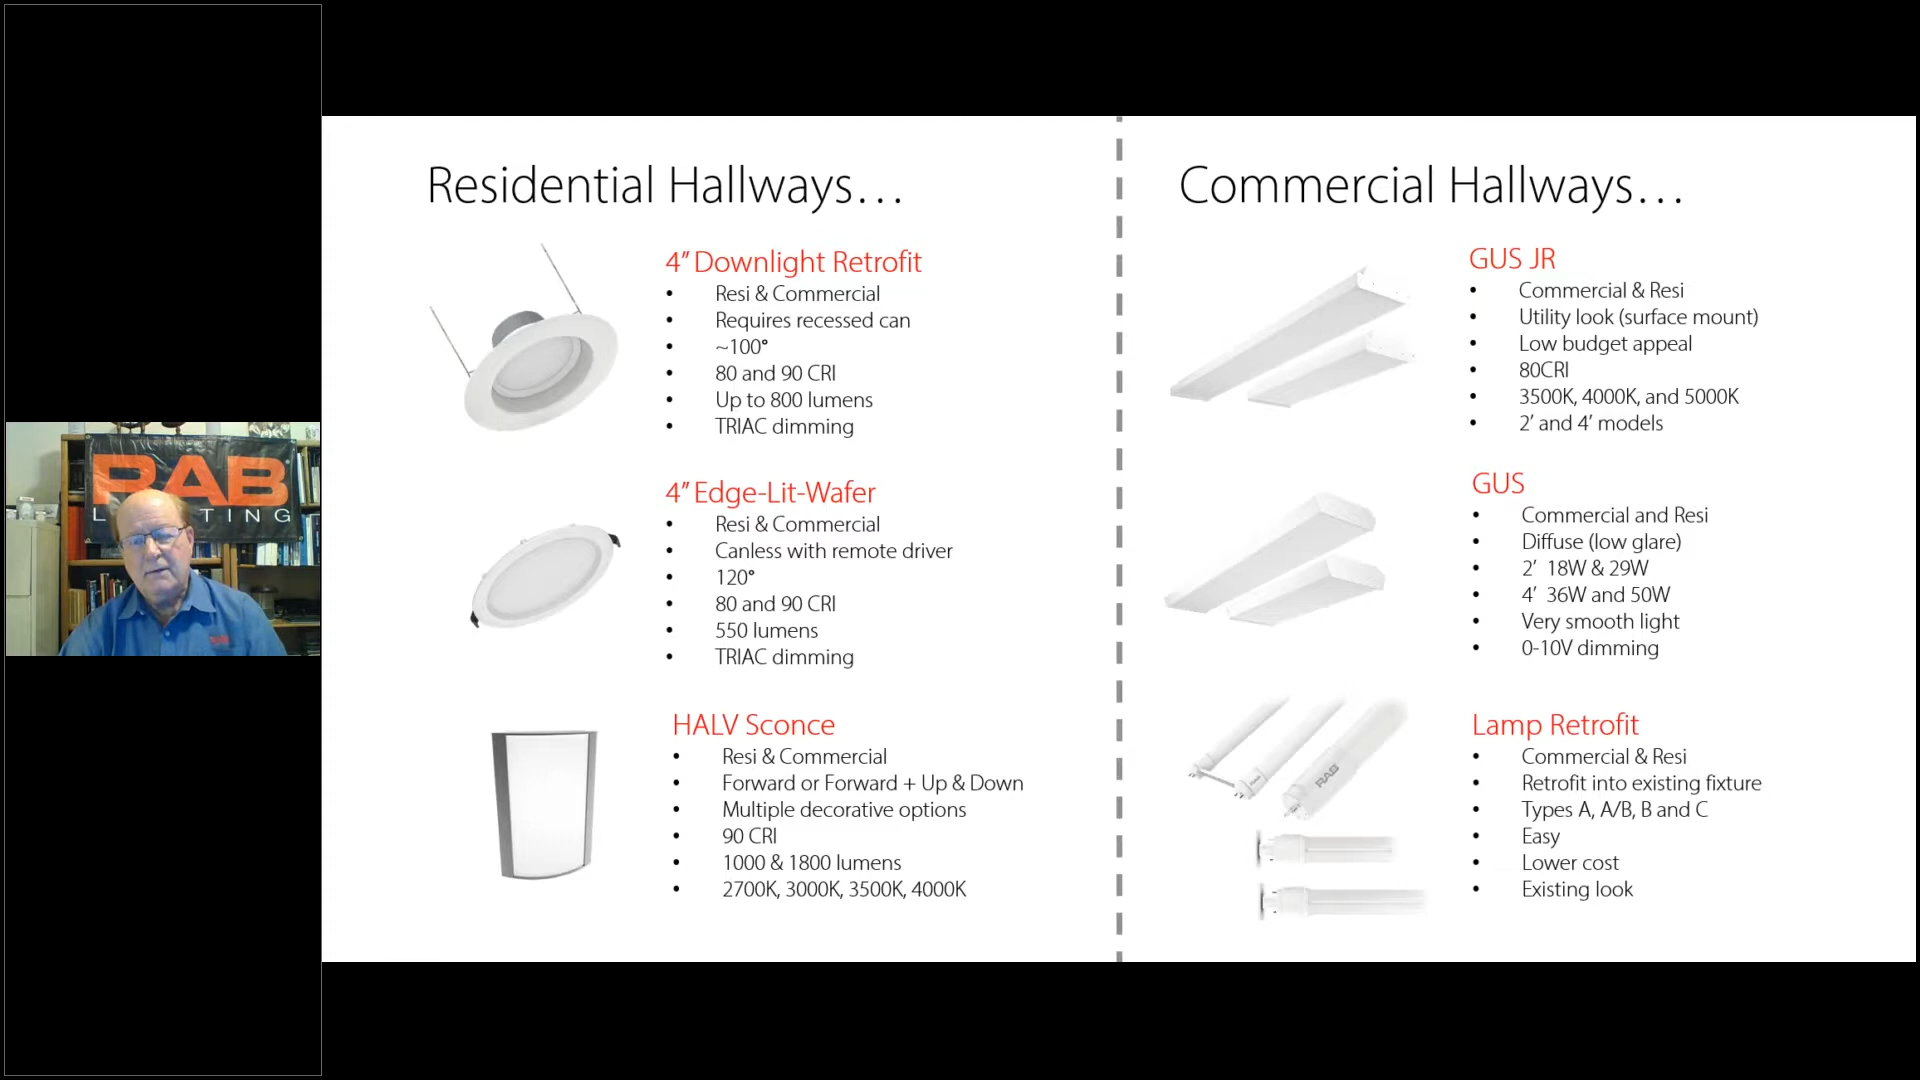 RAB
L TING
Residential Hallways…
4” Downlight Retrofit
• Resi & Commercial
• Requires recessed can
• ~100°
• 80 and 90 CRI
• Up to 800 lumens
• TRIAC dimming
4” Edge-Lit-Wafer
• Resi & Commercial
• Canless with remote driver
• 120°
• 80 and 90 CRI
• 550 lumens
• TRIAC dimming
HALV Sconce
• Resi & Commercial
• Forward or Forward + Up & Down
• Multiple decorative options
• 90 CRI
• 1000 & 1800 lumens
• 2700K, 3000K, 3500K, 4000K
Commercial Hallways…
GUS JR
• Commercial & Resi
• Utility look (surface mount)
• Low budget appeal
• 80CRI
• 3500K, 4000K, and 5000K
• 2’ and 4’ models
GUS
• Commercial and Resi
• Diffuse (low glare)
• 2’ 18W & 29W
• 4’ 36W and 50W
• Very smooth light
• 0-10V dimming
RAB
Lamp Retrofit
• Commercial & Resi
• Retrofit into existing fixture
• Types A, A/B, B and C
• Easy
• Lower cost
• Existing look